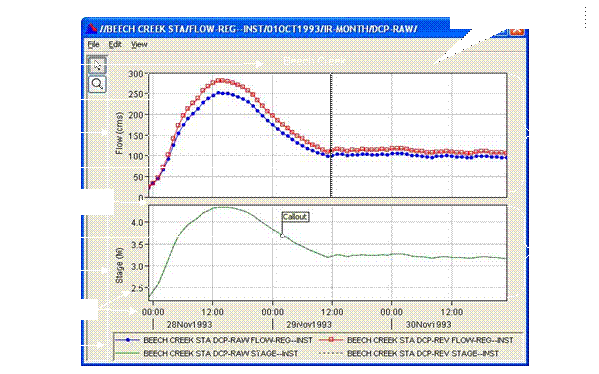 //BEECH CREEK STA/FLOW-REG--INST/01OCT1993/IR-MONTH/DCP-RAW/
File Edit View
Beech Creek
300
250
200
150
100
50
0
Flow (cms)
Callout
4.0
3.5
3.0
2.5
Stage (M)
00:00 12:00 00:00 12:00 00:00 12:00
28Nov1993 29Nov1993 30Nov1993
BEECH CREEK STA DCP-RAW FLOW-REG--INST BEECH CREEK STA DCP-REV FLOW-REG--INST
BEECH CREEK STA DCP-RAW STAGE--INST BEECH CREEK STA DCP-REV STAGE--INST